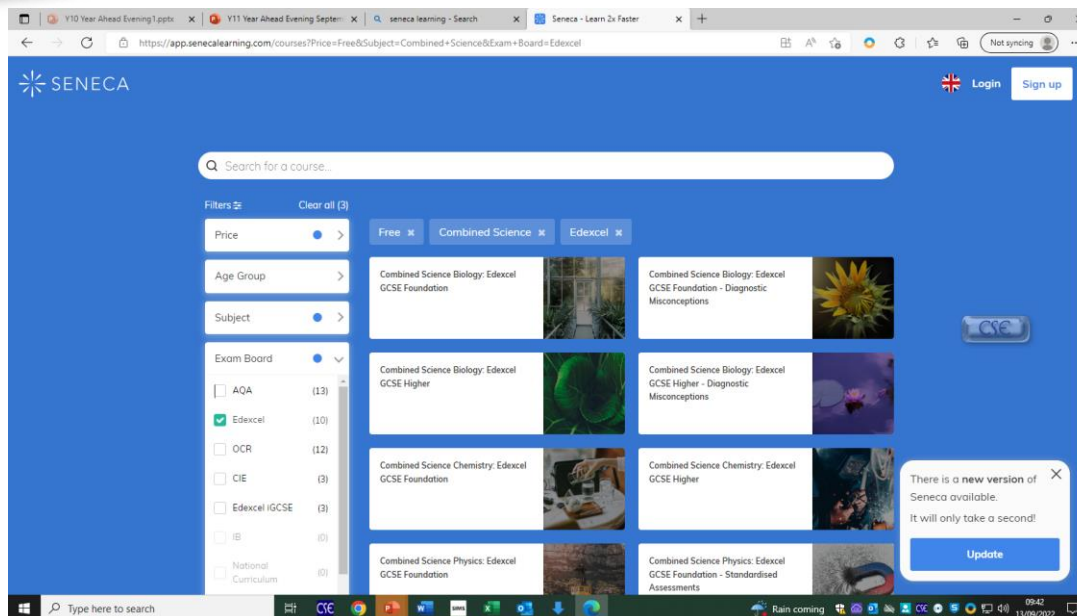 Y10 Year Ahead Evening1.pptx
Y11 Year Ahead Evening Septem
seneca learning - Search
Seneca - Learn 2x Faster
https://app.senecalearning.com/courses?Price=Free&Subject=Combined+Science&Exam+Board=Edexcel
Not syncing
SENECA
Login
Sign up
Search for a course...
Filters
Clear all (3)
Price
Free
Combined Science
Edexcel
Age Group
Combined Science Biology: Edexcel
GCSE Foundation
Combined Science Biology: Edexcel
GCSE Foundation - Diagnostic
Misconceptions
Subject
CSE
Exam Board
AQA (13)
Edexcel (10)
OCR (12)
CIE (3)
Edexcel iGCSE (3)
IB (0)
National
Curriculum (0)
Combined Science Biology: Edexcel
GCSE Higher
Combined Science Biology: Edexcel
GCSE Higher - Diagnostic
Misconceptions
Combined Science Chemistry: Edexcel
GCSE Foundation
Combined Science Chemistry: Edexcel
GCSE Higher
Combined Science Physics: Edexcel
GCSE Foundation
Combined Science Physics: Edexcel
GCSE Foundation - Standardised
Assessments
There is a new version of
Seneca available.
It will only take a second!
Update
Type here to search
CSE
SIMS
Rain coming
09:42
13/09/2022